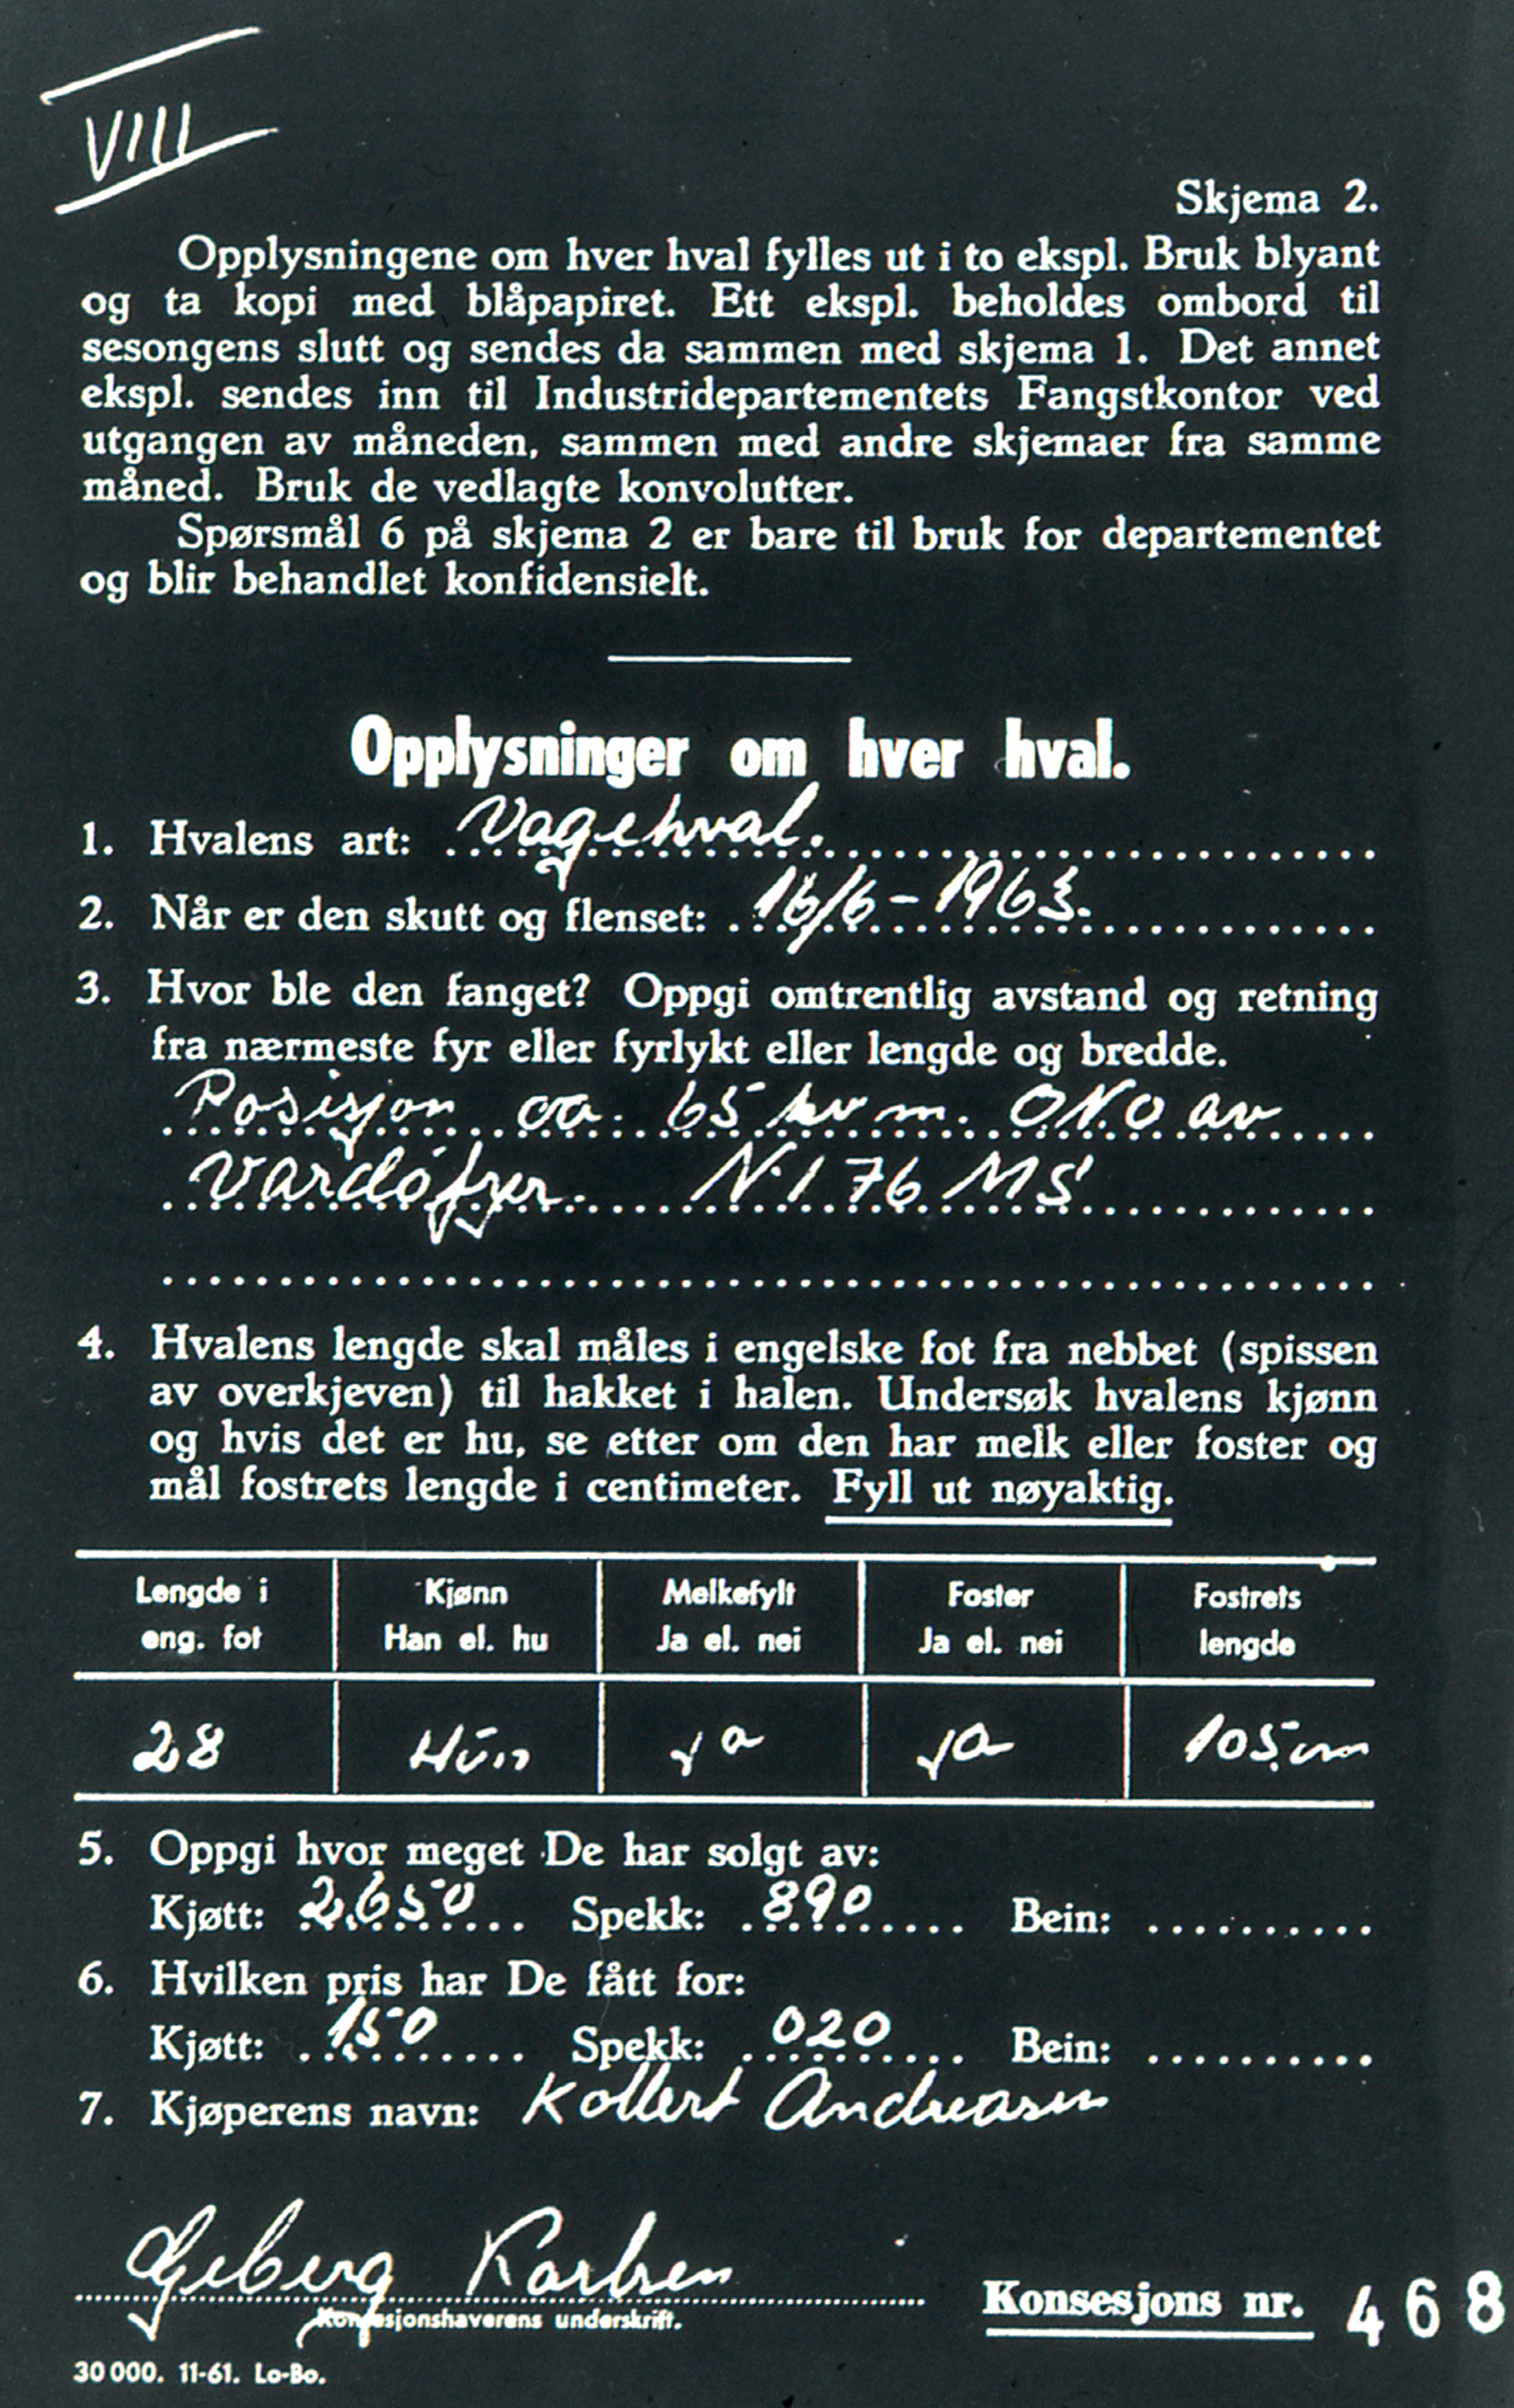 VIII
Skjema 2.
Opplysningene om hver hval fylles ut i to ekspl. Bruk blyant
og ta kopi med blåpapiret. Ett ekspl. beholdes ombord til
sesongens slutt og sendes da sammen med skjema 1. Det annet
ekspl. sendes inn til Industridepartementets Fangstkontor ved
utgangen av måneden, sammen med andre skjemaer fra samme
måned. Bruk de vedlagte konvolutter.
Spørsmål 6 på skjema 2 er bare til bruk for departementet
og blir behandlet konfidensielt.
Opplysninger om hver hval.
1. Hvalens art: Vagehval.
2. Når er den skutt og flenset: 16/6 - 1963.
3. Hvor ble den fanget? Oppgi omtrentlig avstand og retning
fra nærmeste fyr eller fyrlykt eller lengde og bredde.
Posisjon ca. 65 kv m. O.N.O av
Vardö fyr. N. 1. 76 MS
4. Hvalens lengde skal måles i engelske fot fra nebbet (spissen
av overkjeven) til hakket i halen. Undersøk hvalens kjønn
og hvis det er hu, se etter om den har melk eller foster og
mål fostrets lengde i centimeter. Fyll ut nøyaktig.
Lengde i eng. fot Kjønn Han el. hu Melkefylt Ja el. nei Foster Ja el. nei Fostrets lengde
28 Hun ja ja 105 cm
5. Oppgi hvor meget De har solgt av:
Kjøtt: 2650 Spekk: 890 Bein:
6. Hvilken pris har De fått for:
Kjøtt: 150 Spekk: 020 Bein:
7. Kjøperens navn: Kollert Andreasen
Karlsen
Konsesjonshaverens underskrift.
Konsesjons nr. 468
30 000. 11-61. Lo-Bo.